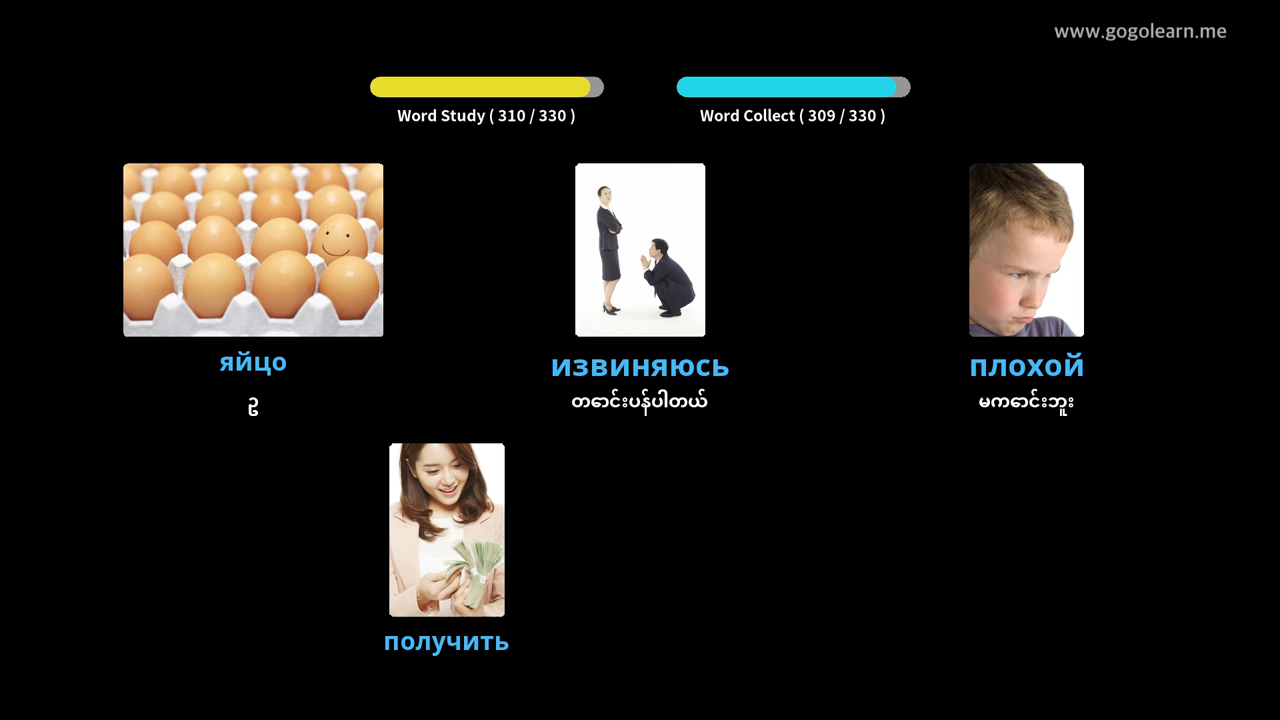 www.gogolearn.me
Word Study ( 310 / 330 )
Word Collect ( 309 / 330 )
яйцо
ဥ
извиняюсь
တောင်းပန်ပါတယ်
плохой
မကောင်းဘူး
получить